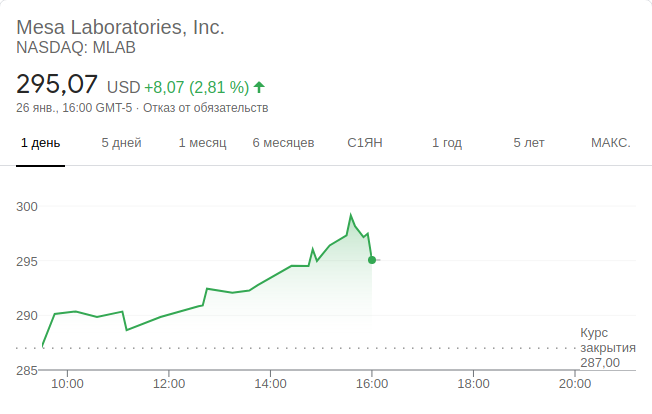 Mesa Laboratories, Inc.
NASDAQ: MLAB
295,07 USD +8,07 (2,81 %) ↑
26 янв., 16:00 GMT-5 · Отказ от обязательств
1 день 5 дней 1 месяц 6 месяцев С1ЯН 1 год 5 лет МАКС.
300
295
290
Курс
закрытия
287,00
285
10:00 12:00 14:00 16:00 18:00 20:00